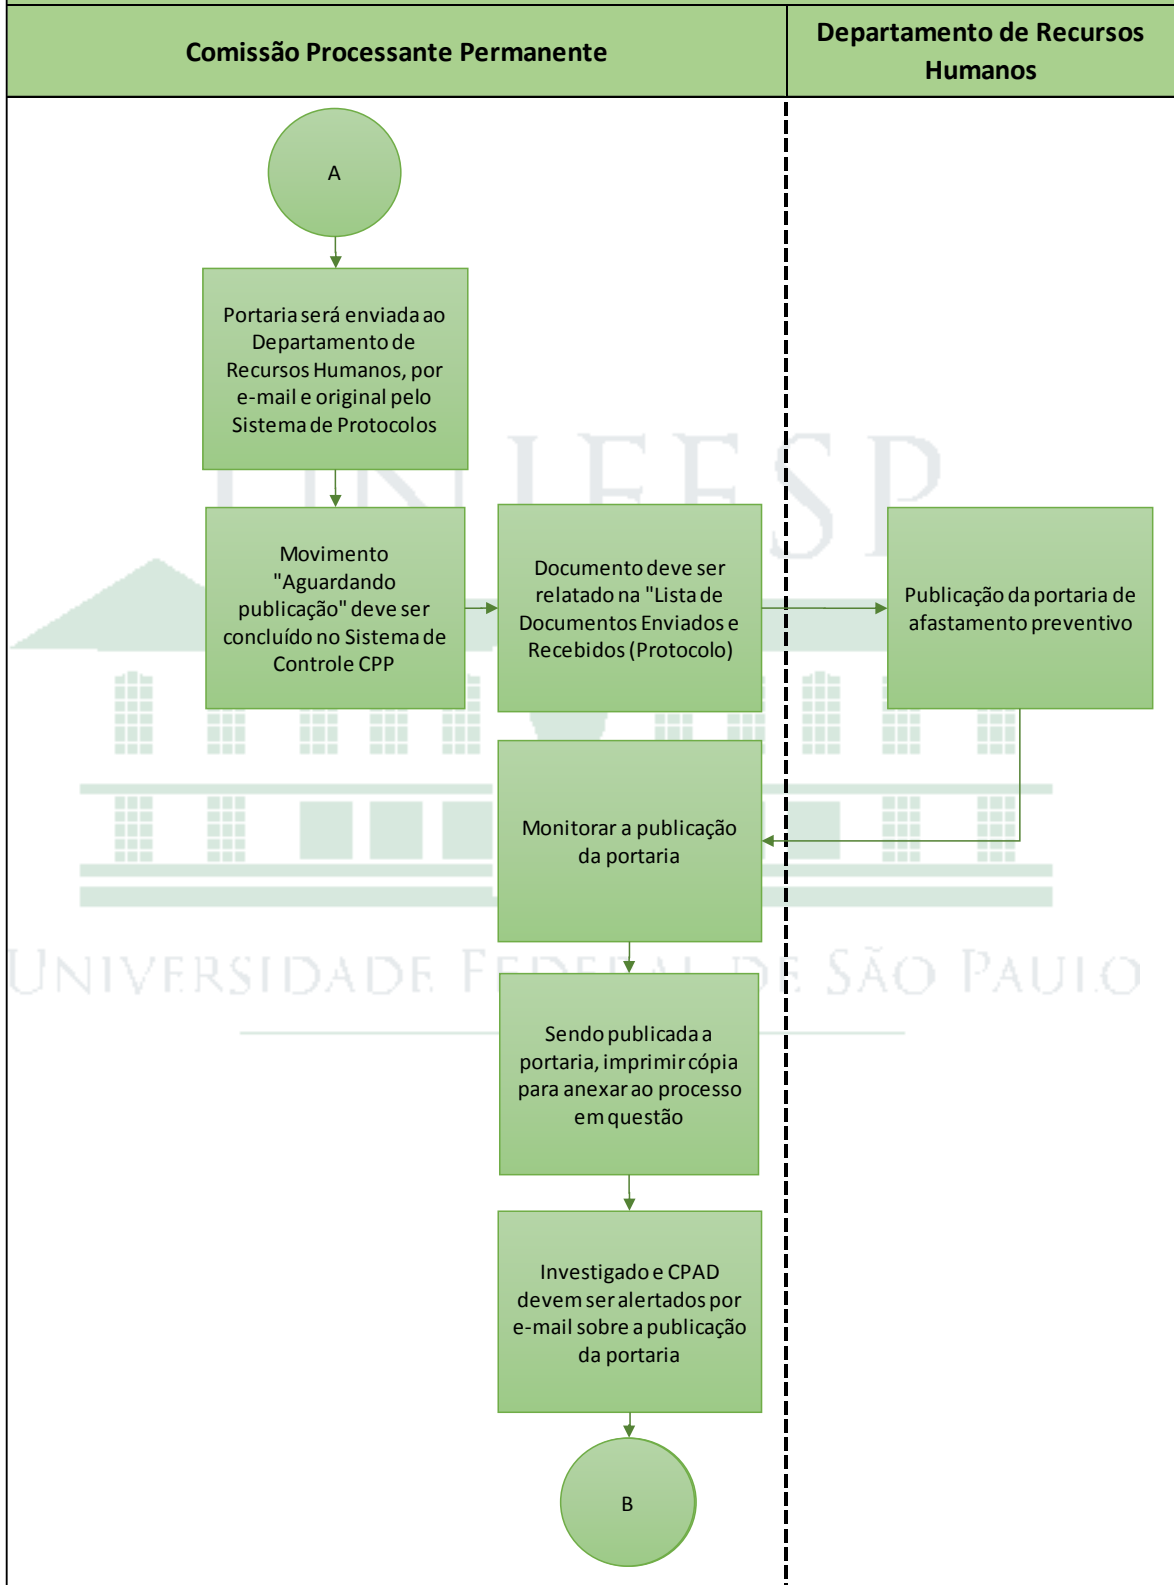 Comissão Processante Permanente
Departamento de Recursos
Humanos
A
Portaria será enviada ao
Departamento de
Recursos Humanos, por
e-mail e original pelo
Sistema de Protocolos
UNIFESP
Movimento
"Aguardando
publicação" deve ser
concluído no Sistema de
Controle CPP
Documento deve ser
relatado na "Lista de
Documentos Enviados e
Recebidos (Protocolo)
Publicação da portaria de
afastamento preventivo
Monitorar a publicação
da portaria
UNIVERSIDADE FEDERAL DE SÃO PAULO
Sendo publicada a
portaria, imprimir cópia
para anexar ao processo
em questão
Investigado e CPAD
devem ser alertados por
e-mail sobre a publicação
da portaria
B